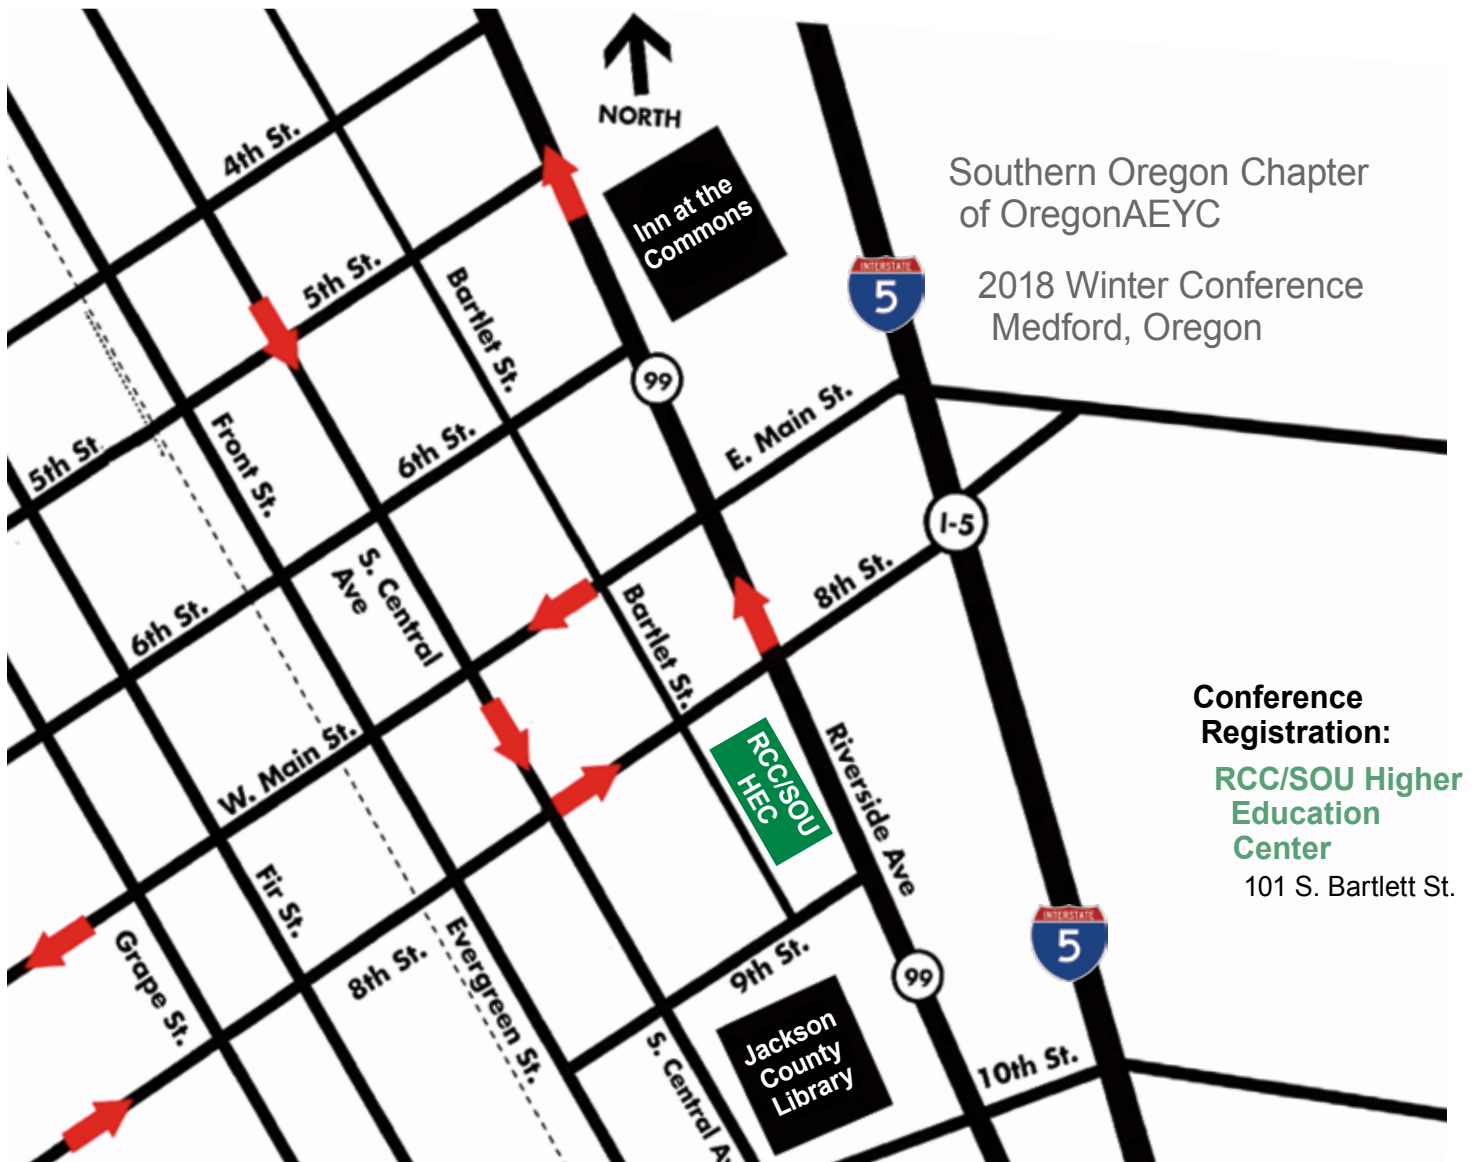 NORTH
4th St.
Inn at the
Commons
Southern Oregon Chapter
of OregonAEYC
5th St.
Bartlet St.
INTERSTATE
5
2018 Winter Conference
Medford, Oregon
99
5th St.
Front St.
6th St.
E. Main St.
I-5
S. Central
Ave
6th St.
Bartlet St.
8th St.
W. Main St.
RCC/SOU
HEC
Riverside Ave
Conference
Registration:
RCC/SOU Higher
Education
Center
101 S. Bartlett St.
Fir St.
Grape St.
8th St.
Evergreen St.
9th St.
99
INTERSTATE
5
Jackson
County
Library
S. Central Av
10th St.